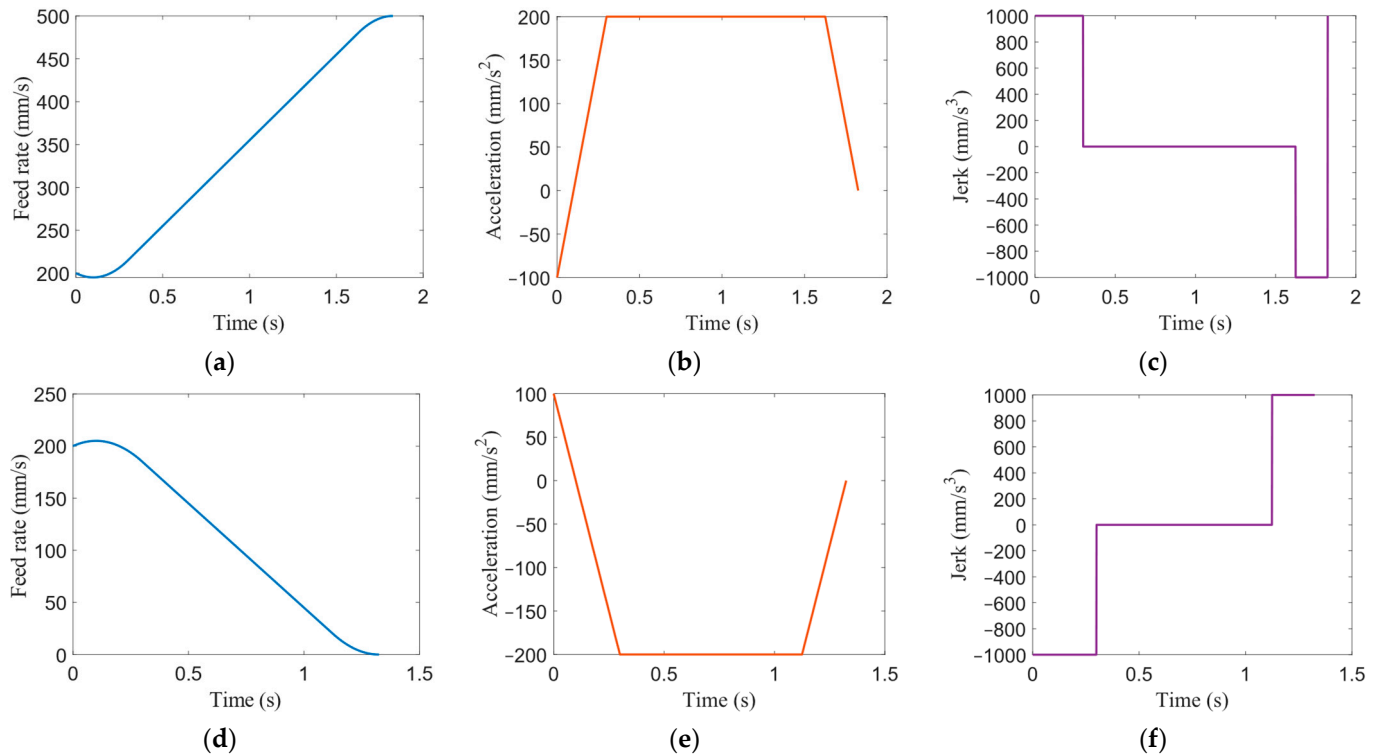 500
450
400
350
300
250
200
Feed rate (mm/s)
0 0.5 1 1.5 2
Time (s)
(a)
200
150
100
50
0
−50
−100
Acceleration (mm/s²)
0 0.5 1 1.5 2
Time (s)
(b)
1000
800
600
400
200
0
−200
−400
−600
−800
−1000
Jerk (mm/s³)
0 0.5 1 1.5 2
Time (s)
(c)
250
200
150
100
50
0
Feed rate (mm/s)
0 0.5 1 1.5
Time (s)
(d)
100
50
0
−50
−100
−150
−200
Acceleration (mm/s²)
0 0.5 1 1.5
Time (s)
(e)
1000
800
600
400
200
0
−200
−400
−600
−800
−1000
Jerk (mm/s³)
0 0.5 1 1.5
Time (s)
(f)